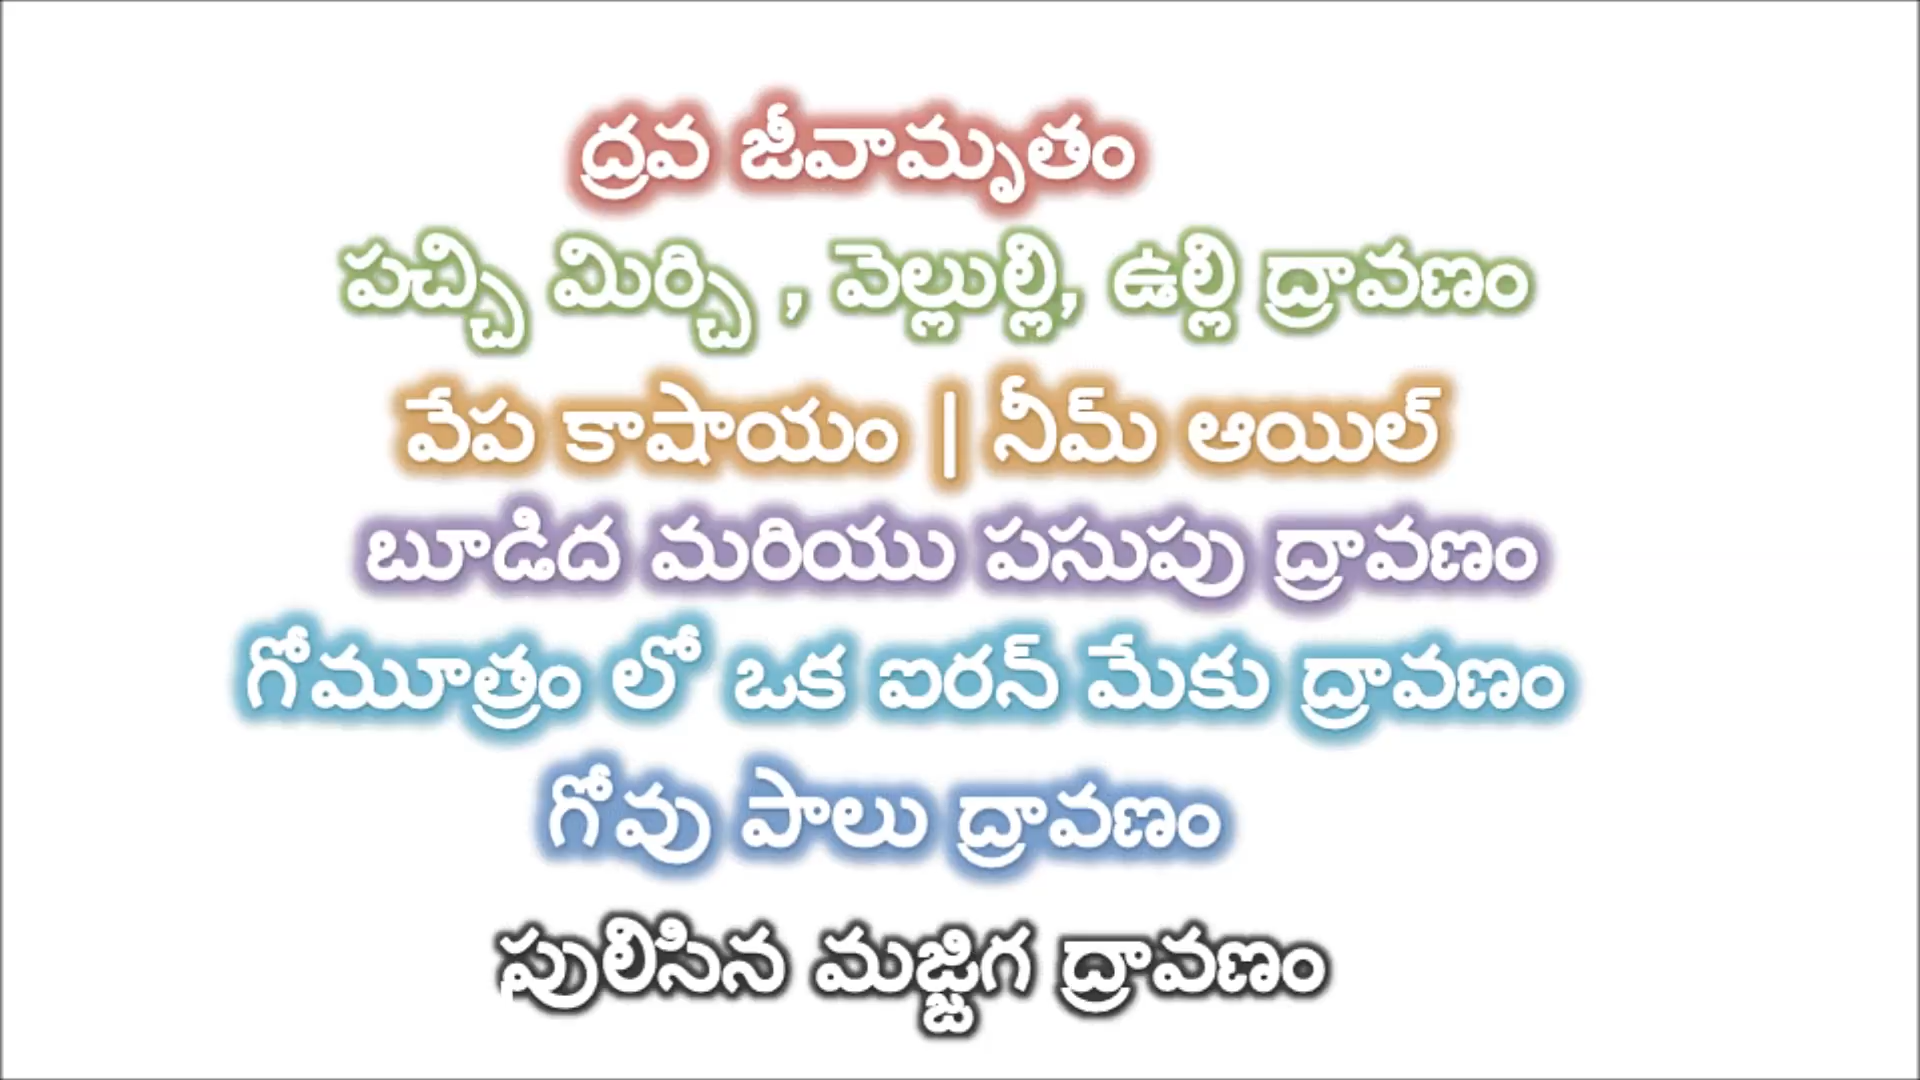 ద్రవ జీవామృతం
పచ్చి మిర్చి , వెల్లుల్లి, ఉల్లి ద్రావణం
వేప కాషాయం | నీమ్ ఆయిల్
బూడిద మరియు పసుపు ద్రావణం
గోమూత్రం లో ఒక ఐరన్ మేకు ద్రావణం
గోవు పాలు ద్రావణం
పులిసిన మజ్జిగ ద్రావణం